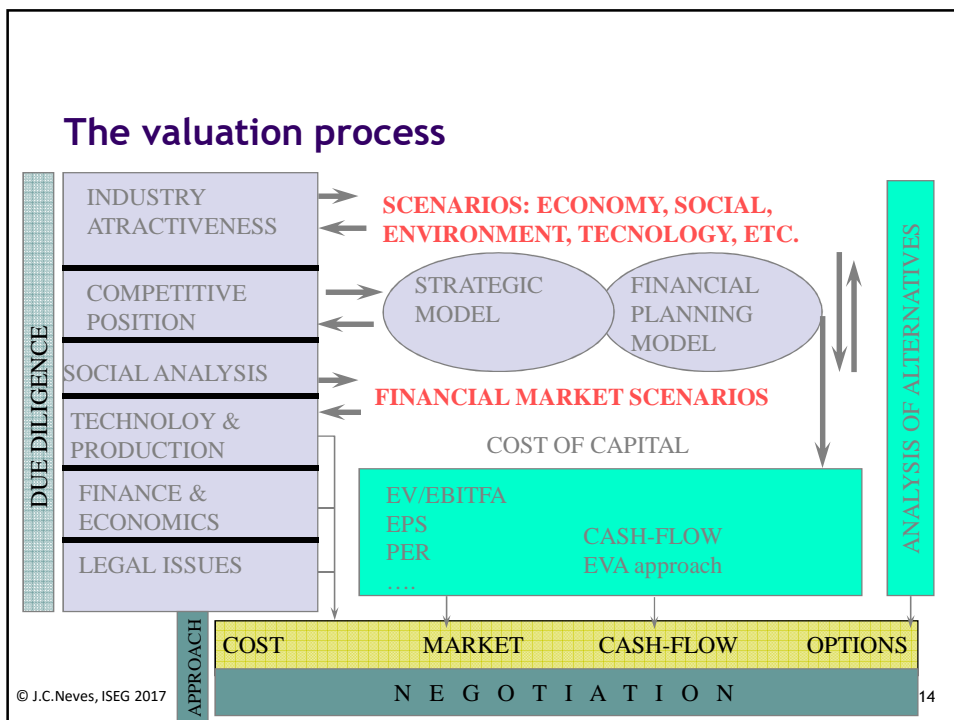 The valuation process
DUE DILIGENCE
INDUSTRY
ATRACTIVENESS
COMPETITIVE
POSITION
SOCIAL ANALYSIS
TECHNOLOY &
PRODUCTION
FINANCE &
ECONOMICS
LEGAL ISSUES
SCENARIOS: ECONOMY, SOCIAL,
ENVIRONMENT, TECNOLOGY, ETC.
STRATEGIC
MODEL
FINANCIAL
PLANNING
MODEL
FINANCIAL MARKET SCENARIOS
COST OF CAPITAL
EV/EBITFA
EPS
PER
....
CASH-FLOW
EVA approach
ANALYSIS OF ALTERNATIVES
APPROACH
COST MARKET CASH-FLOW OPTIONS
N E G O T I A T I O N
© J.C.Neves, ISEG 2017
14